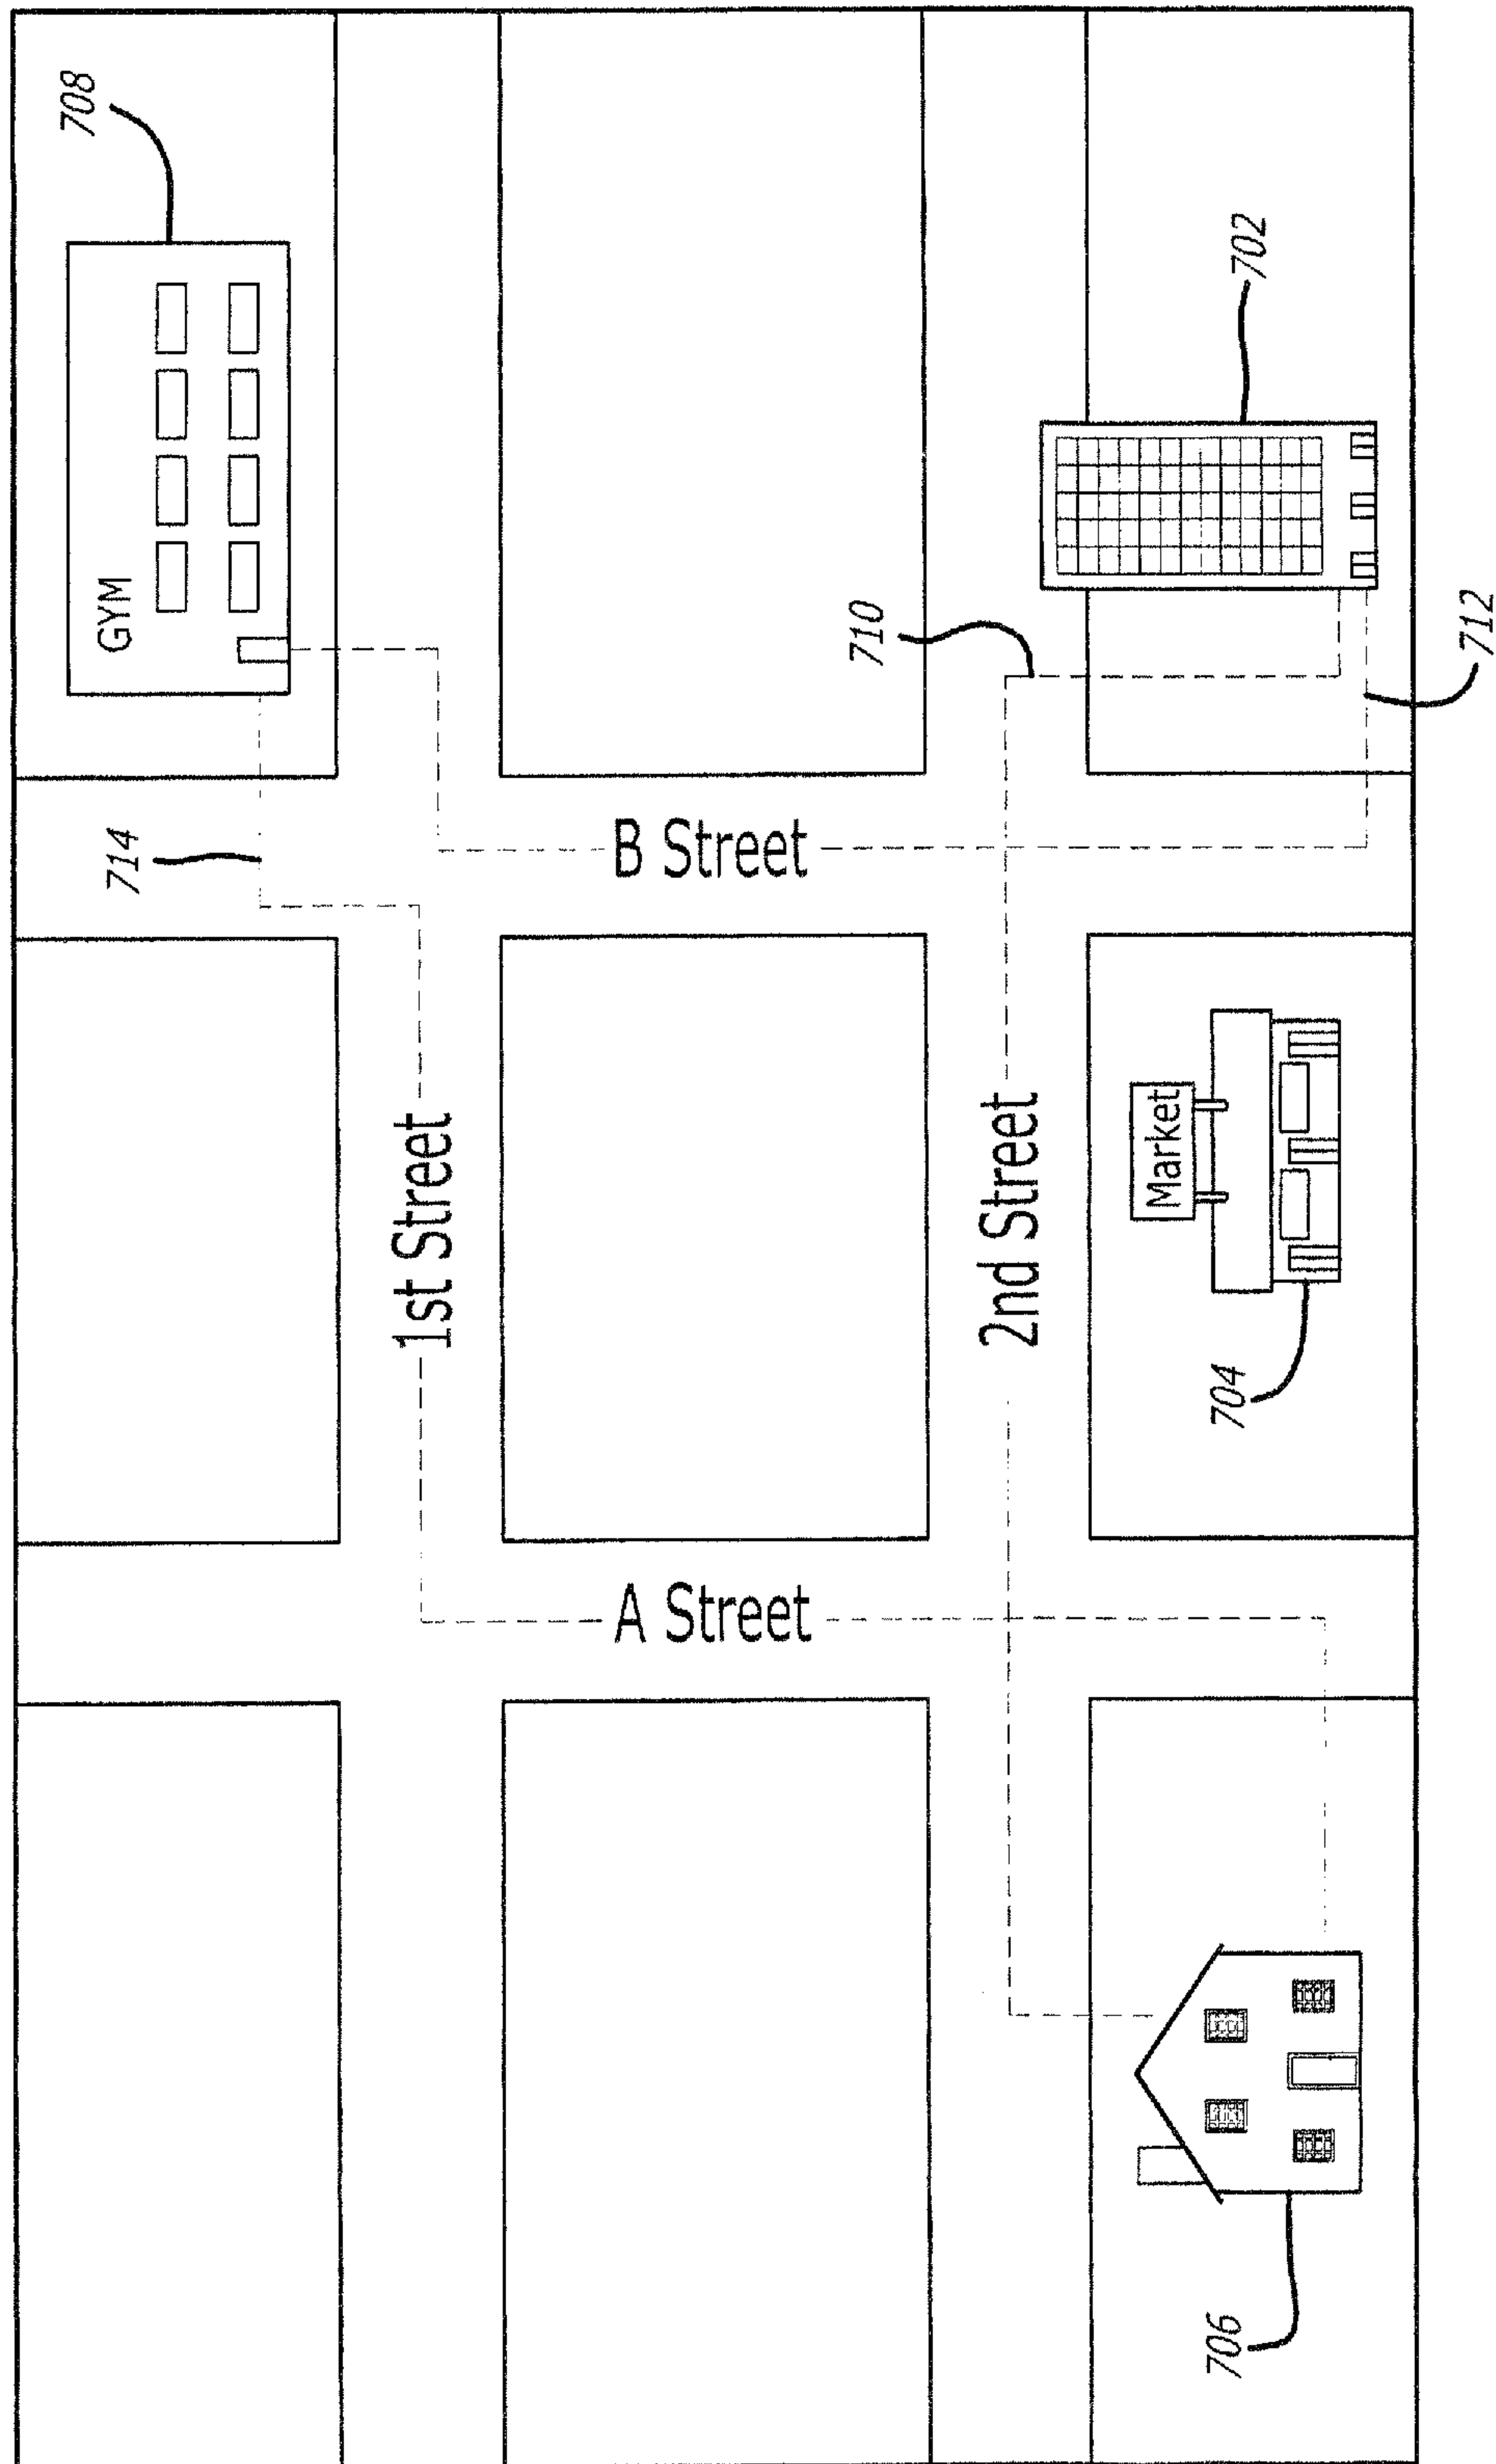 708
GYM
714
1st Street
B Street
A Street
710
2nd Street
702
Market
704
706
712